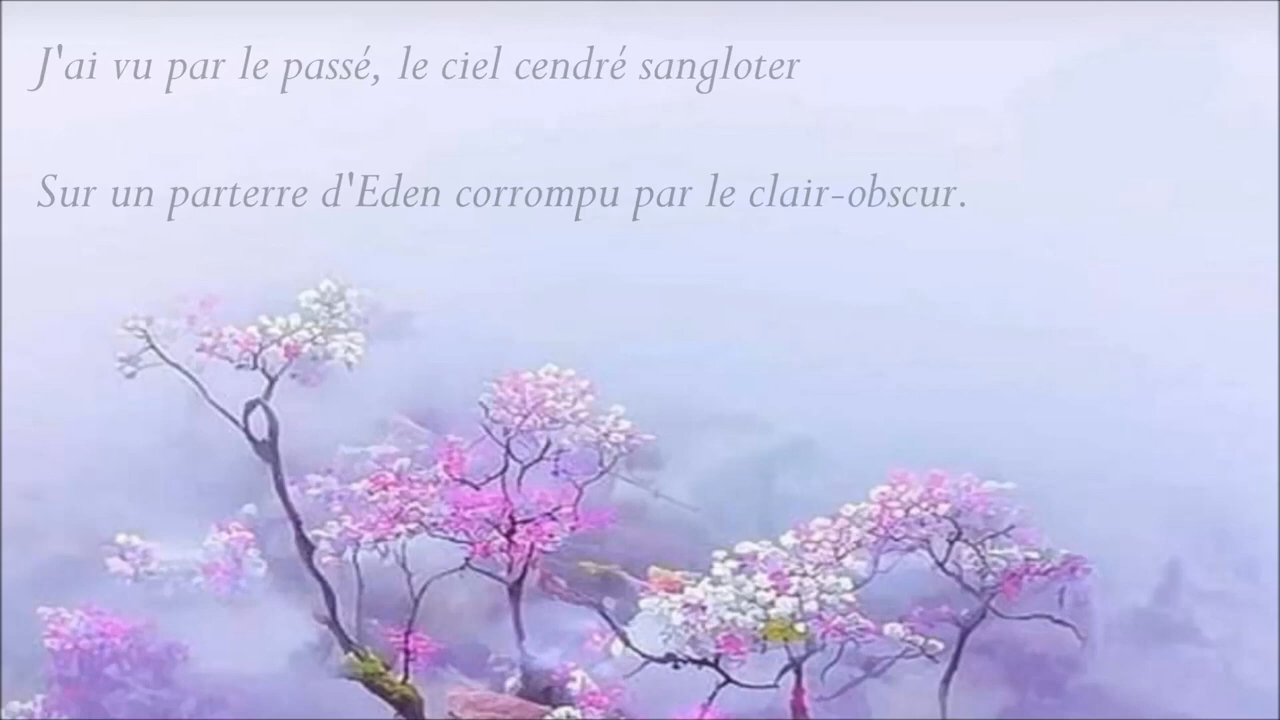 J'ai vu par le passé, le ciel cendré sangloter
Sur un parterre d'Eden corrompu par le clair-obscur.